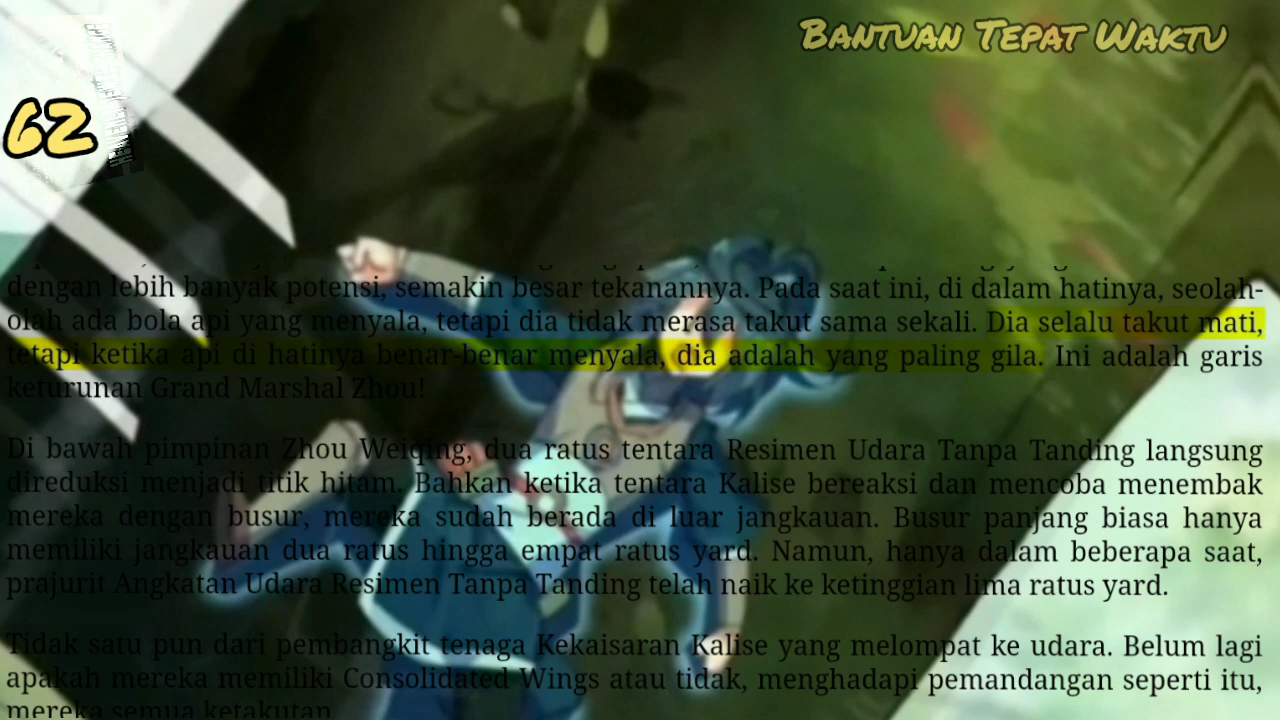 Bantuan Tepat Waktu
62
dengan lebih banyak potensi, semakin besar tekanannya. Pada saat ini, di dalam hatinya, seolah-
olah ada bola api yang menyala, tetapi dia tidak merasa takut sama sekali. Dia selalu takut mati,
tetapi ketika api di hatinya benar-benar menyala, dia adalah yang paling gila. Ini adalah garis
keturunan Grand Marshal Zhou!
Di bawah pimpinan Zhou Weiqing, dua ratus tentara Resimen Udara Tanpa Tanding langsung
direduksi menjadi titik hitam. Bahkan ketika tentara Kalise bereaksi dan mencoba menembak
mereka dengan busur, mereka sudah berada di luar jangkauan. Busur panjang biasa hanya
memiliki jangkauan dua ratus hingga empat ratus yard. Namun, hanya dalam beberapa saat,
prajurit Angkatan Udara Resimen Tanpa Tanding telah naik ke ketinggian lima ratus yard.
Tidak satu pun dari pembangkit tenaga Kekaisaran Kalise yang melompat ke udara. Belum lagi
apakah mereka memiliki Consolidated Wings atau tidak, menghadapi pemandangan seperti itu,
mereka semua ketakutan